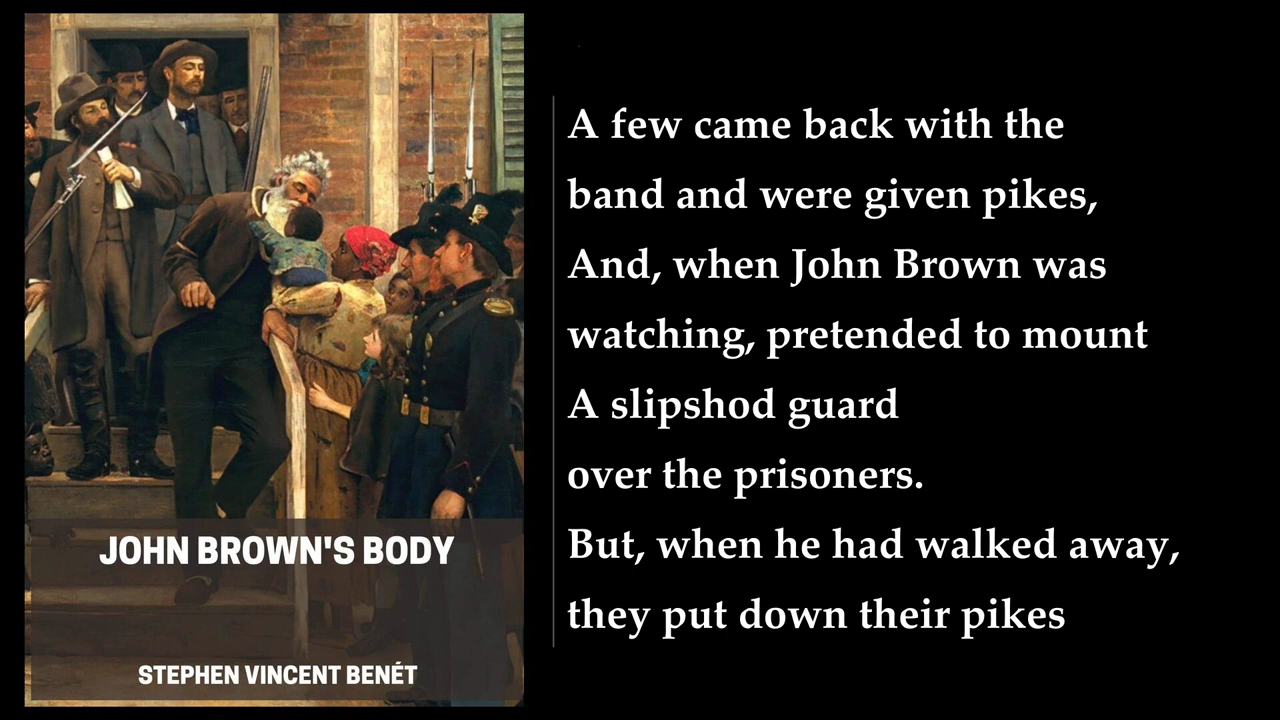 JOHN BROWN'S BODY
STEPHEN VINCENT BENÉT
A few came back with the
band and were given pikes,
And, when John Brown was
watching, pretended to mount
A slipshod guard
over the prisoners.
But, when he had walked away,
they put down their pikes